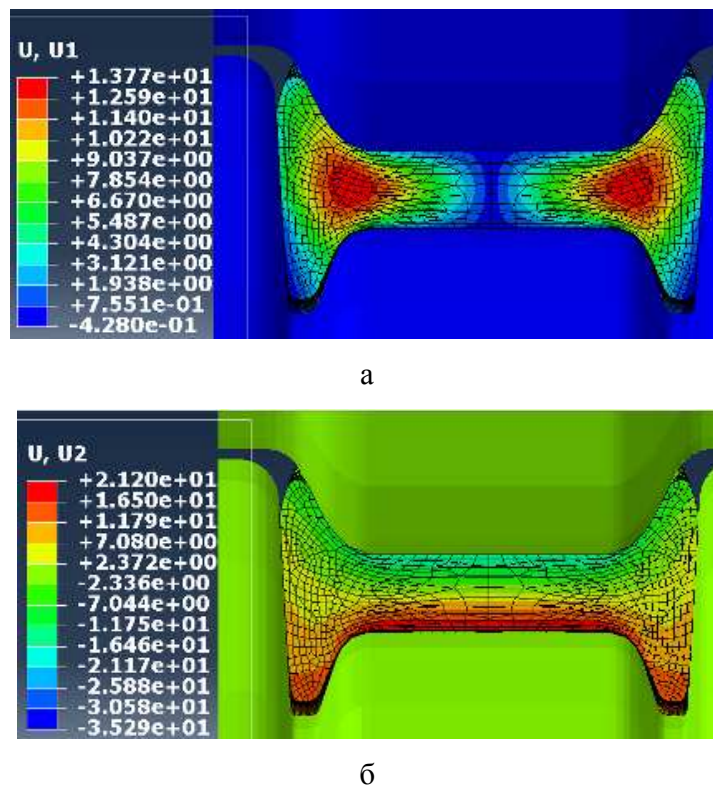 U, U1
+1.377e+01
+1.259e+01
+1.140e+01
+1.022e+01
+9.037e+00
+7.854e+00
+6.670e+00
+5.487e+00
+4.304e+00
+3.121e+00
+1.938e+00
+7.551e-01
-4.280e-01
а
U, U2
+2.120e+01
+1.650e+01
+1.179e+01
+7.080e+00
+2.372e+00
-2.336e+00
-7.044e+00
-1.175e+01
-1.646e+01
-2.117e+01
-2.588e+01
-3.058e+01
-3.529e+01
б